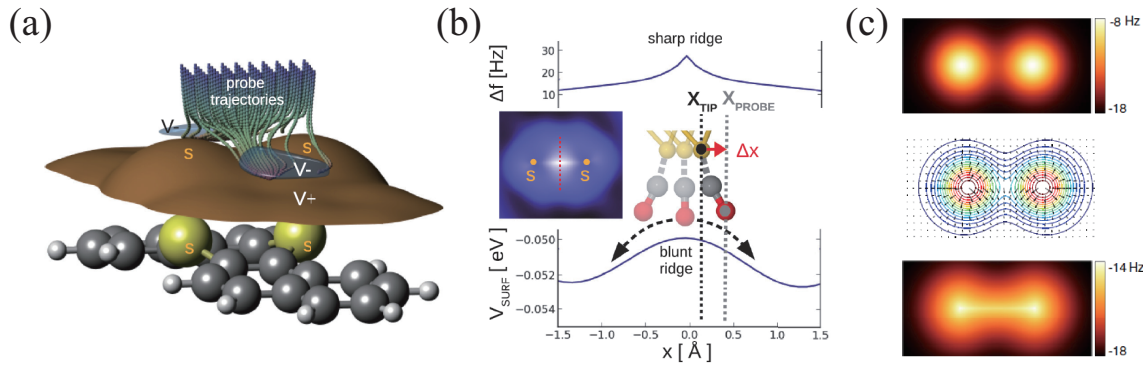 (a)
probe
trajectories
V-
S
S
V-
V+
S
S
(b)
Δf [Hz]
30
20
10
sharp ridge
X_TIP
X_PROBE
S
S
Δx
V_SURF [ eV]
−0.050
−0.052
−0.054
blunt
ridge
−1.5
−1.0
−0.5
0.0
0.5
1.0
1.5
x [ Å ]
(c)
-8 Hz
-18
-14 Hz
-18